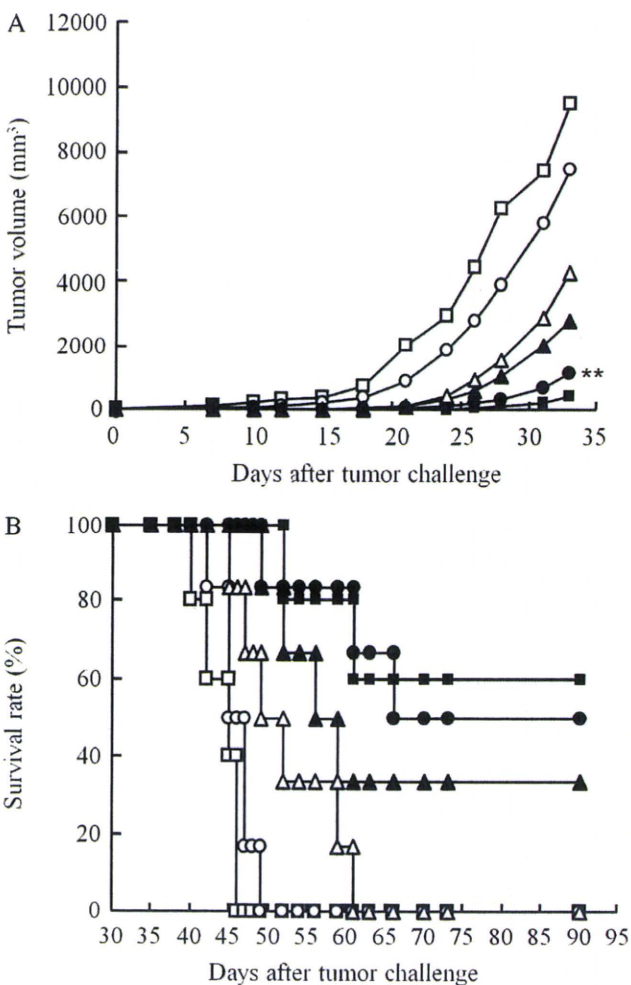 A
12000
10000
8000
6000
4000
2000
0
Tumor volume (mm³)
**
0 5 10 15 20 25 30 35
Days after tumor challenge
B
100
80
60
40
20
0
Survival rate (%)
30 35 40 45 50 55 60 65 70 75 80 85 90 95
Days after tumor challenge